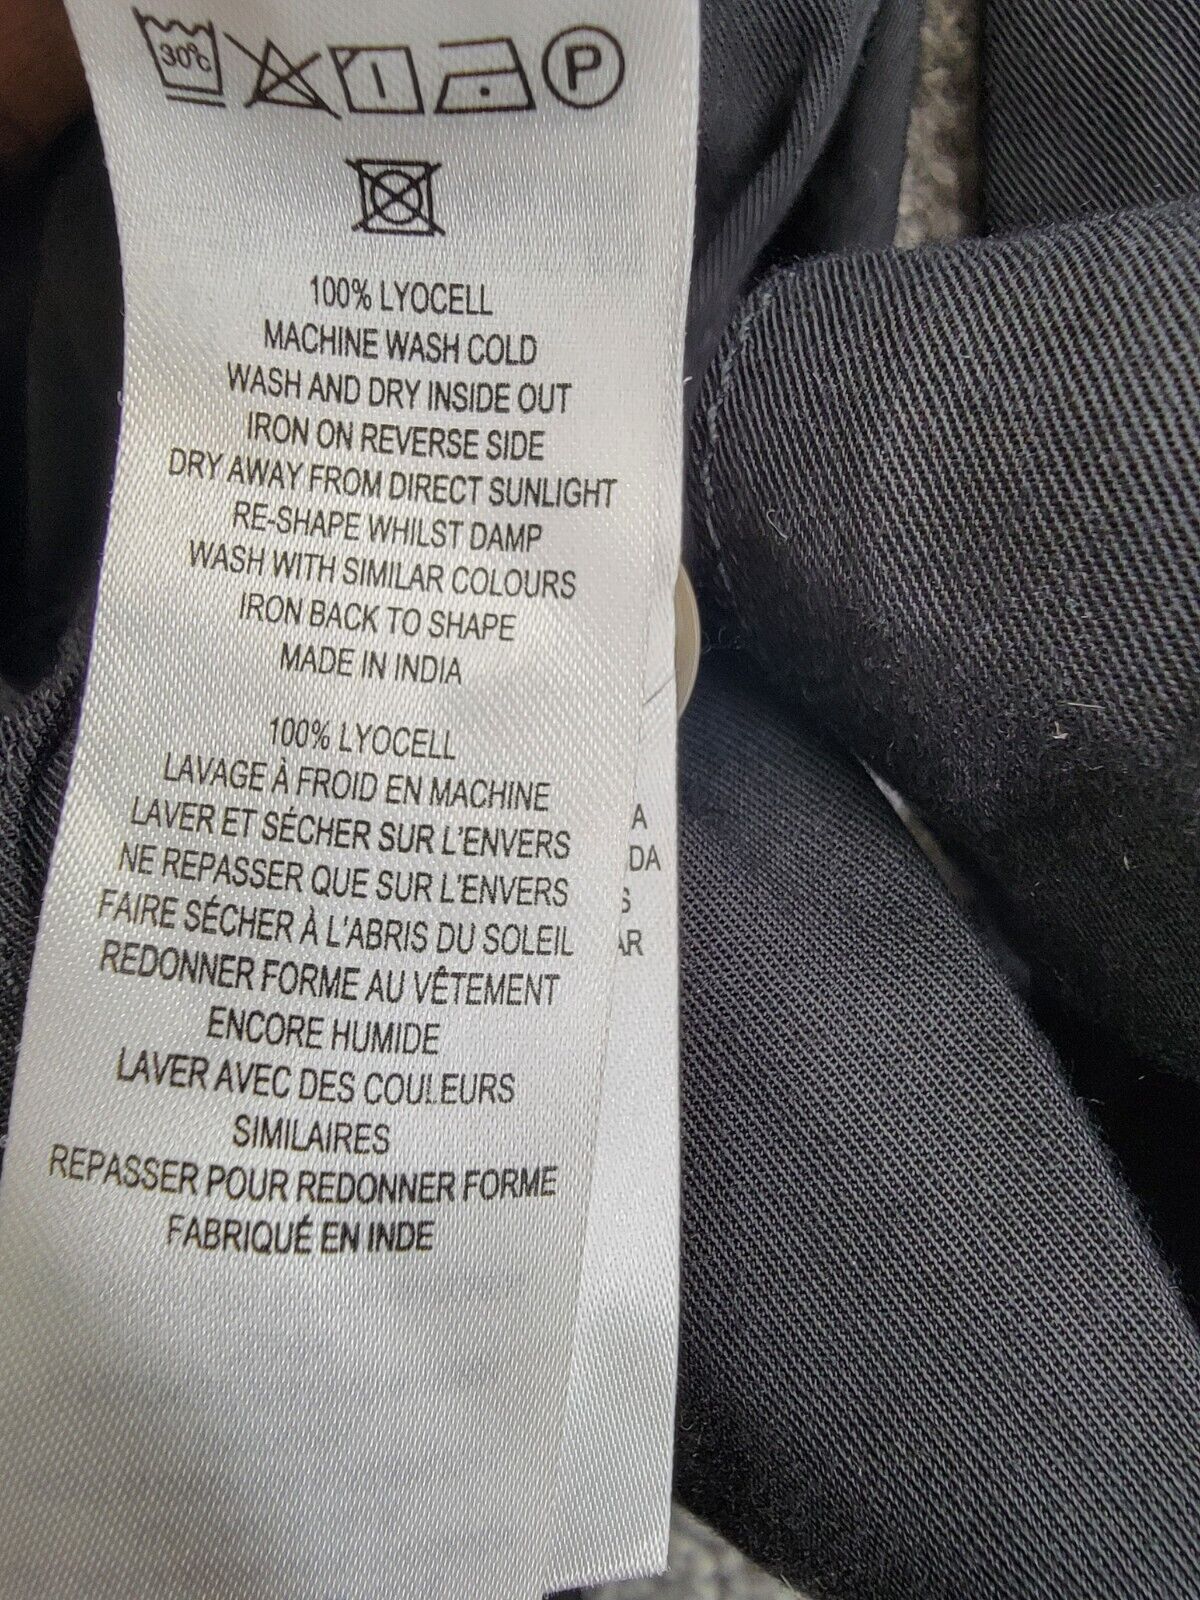 30°C
P
100% LYOCELL
MACHINE WASH COLD
WASH AND DRY INSIDE OUT
IRON ON REVERSE SIDE
DRY AWAY FROM DIRECT SUNLIGHT
RE-SHAPE WHILST DAMP
WASH WITH SIMILAR COLOURS
IRON BACK TO SHAPE
MADE IN INDIA
100% LYOCELL
LAVAGE À FROID EN MACHINE
LAVER ET SÉCHER SUR L'ENVERS
NE REPASSER QUE SUR L'ENVERS
FAIRE SÉCHER À L'ABRIS DU SOLEIL
REDONNER FORME AU VÊTEMENT
ENCORE HUMIDE
LAVER AVEC DES COULEURS
SIMILAIRES
REPASSER POUR REDONNER FORME
FABRIQUÉ EN INDE
A
DA
S
AR